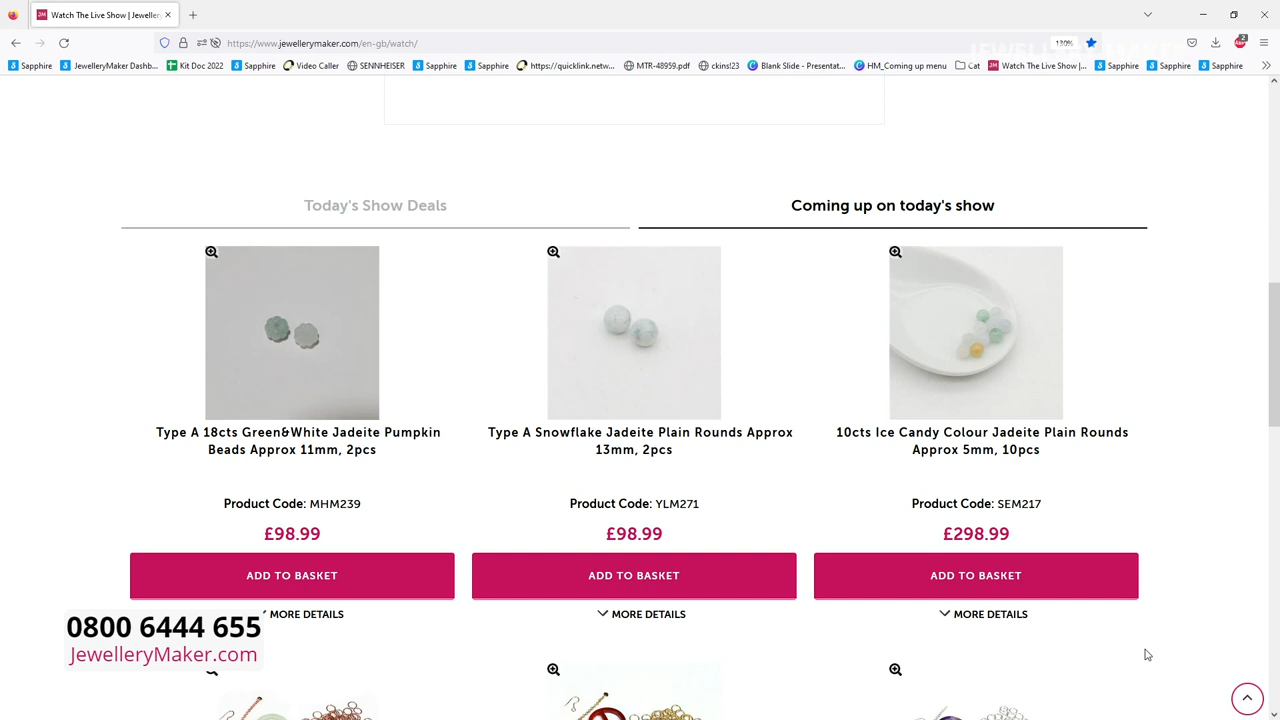 Watch The Live Show | Jeweller
https://www.jewellerymaker.com/en-gb/watch/
130%
2
JEWELLERY MAKER
Sapphire
JewelleryMaker Dashb...
Kit Doc 2022
Sapphire
Video Caller
SENNHEISER
Sapphire
Sapphire
https://quicklink.netw...
MTR-48959.pdf
ckins!23
Blank Slide - Presentat...
HM_Coming up menu
Cat
Watch The Live Show |...
Sapphire
Sapphire
Sapphire
Today's Show Deals
Coming up on today's show
Type A 18cts Green&White Jadeite Pumpkin
Beads Approx 11mm, 2pcs
Product Code: MHM239
£98.99
ADD TO BASKET
MORE DETAILS
Type A Snowflake Jadeite Plain Rounds Approx
13mm, 2pcs
Product Code: YLM271
£98.99
ADD TO BASKET
MORE DETAILS
10cts Ice Candy Colour Jadeite Plain Rounds
Approx 5mm, 10pcs
Product Code: SEM217
£298.99
ADD TO BASKET
MORE DETAILS
0800 6444 655
JewelleryMaker.com